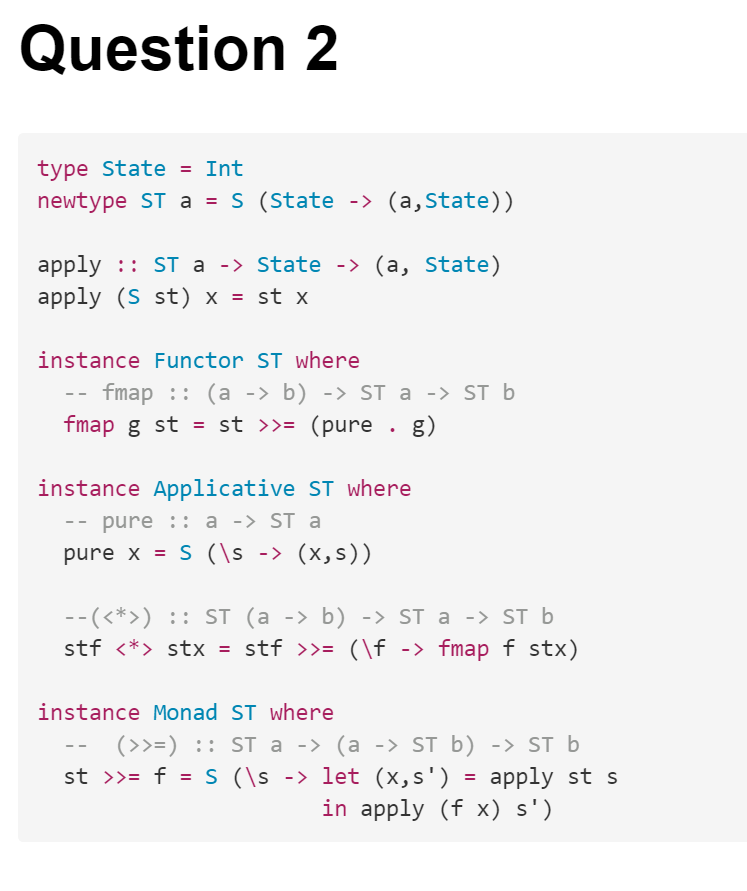 Question 2
type State = Int
newtype ST a = S (State -> (a,State))
apply :: ST a -> State -> (a, State)
apply (S st) x = st x
instance Functor ST where
  -- fmap :: (a -> b) -> ST a -> ST b
  fmap g st = st >>= (pure . g)
instance Applicative ST where
  -- pure :: a -> ST a
  pure x = S (\s -> (x,s))
  --(<*>) :: ST (a -> b) -> ST a -> ST b
  stf <*> stx = stf >>= (\f -> fmap f stx)
instance Monad ST where
  --  (>>=) :: ST a -> (a -> ST b) -> ST b
  st >>= f = S (\s -> let (x,s') = apply st s
                      in apply (f x) s')